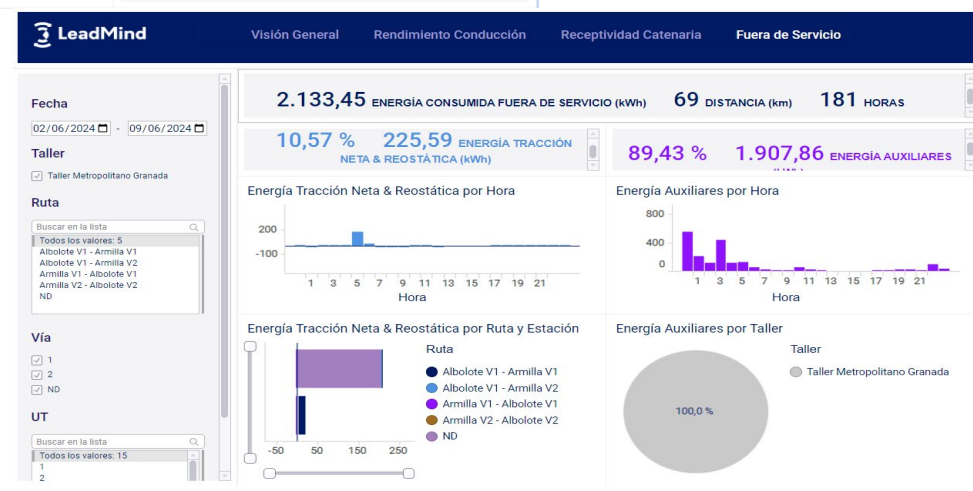 LeadMind
Visión General Rendimiento Conducción Receptividad Catenaria Fuera de Servicio
Fecha
02/06/2024 - 09/06/2024
Taller
Taller Metropolitano Granada
Ruta
Buscar en la lista
Todos los valores: 5
Albolote V1 - Armilla V1
Albolote V1 - Armilla V2
Armilla V1 - Albolote V1
Armilla V2 - Albolote V2
ND
Vía
1
2
ND
UT
Buscar en la lista
Todos los valores: 15
1
2
2.133,45 ENERGÍA CONSUMIDA FUERA DE SERVICIO (kWh) 69 DISTANCIA (km) 181 HORAS
10,57 % 225,59 ENERGÍA TRACCIÓN
NETA & REOSTÁTICA (kWh)
89,43 % 1.907,86 ENERGÍA AUXILIARES
Energía Tracción Neta & Reostática por Hora
200
-100
1 3 5 7 9 11 13 15 17 19 21
Hora
Energía Auxiliares por Hora
800
400
0
1 3 5 7 9 11 13 15 17 19 21
Hora
Energía Tracción Neta & Reostática por Ruta y Estación
-50 50 150 250
Ruta
Albolote V1 - Armilla V1
Albolote V1 - Armilla V2
Armilla V1 - Albolote V1
Armilla V2 - Albolote V2
ND
Energía Auxiliares por Taller
100,0 %
Taller
Taller Metropolitano Granada